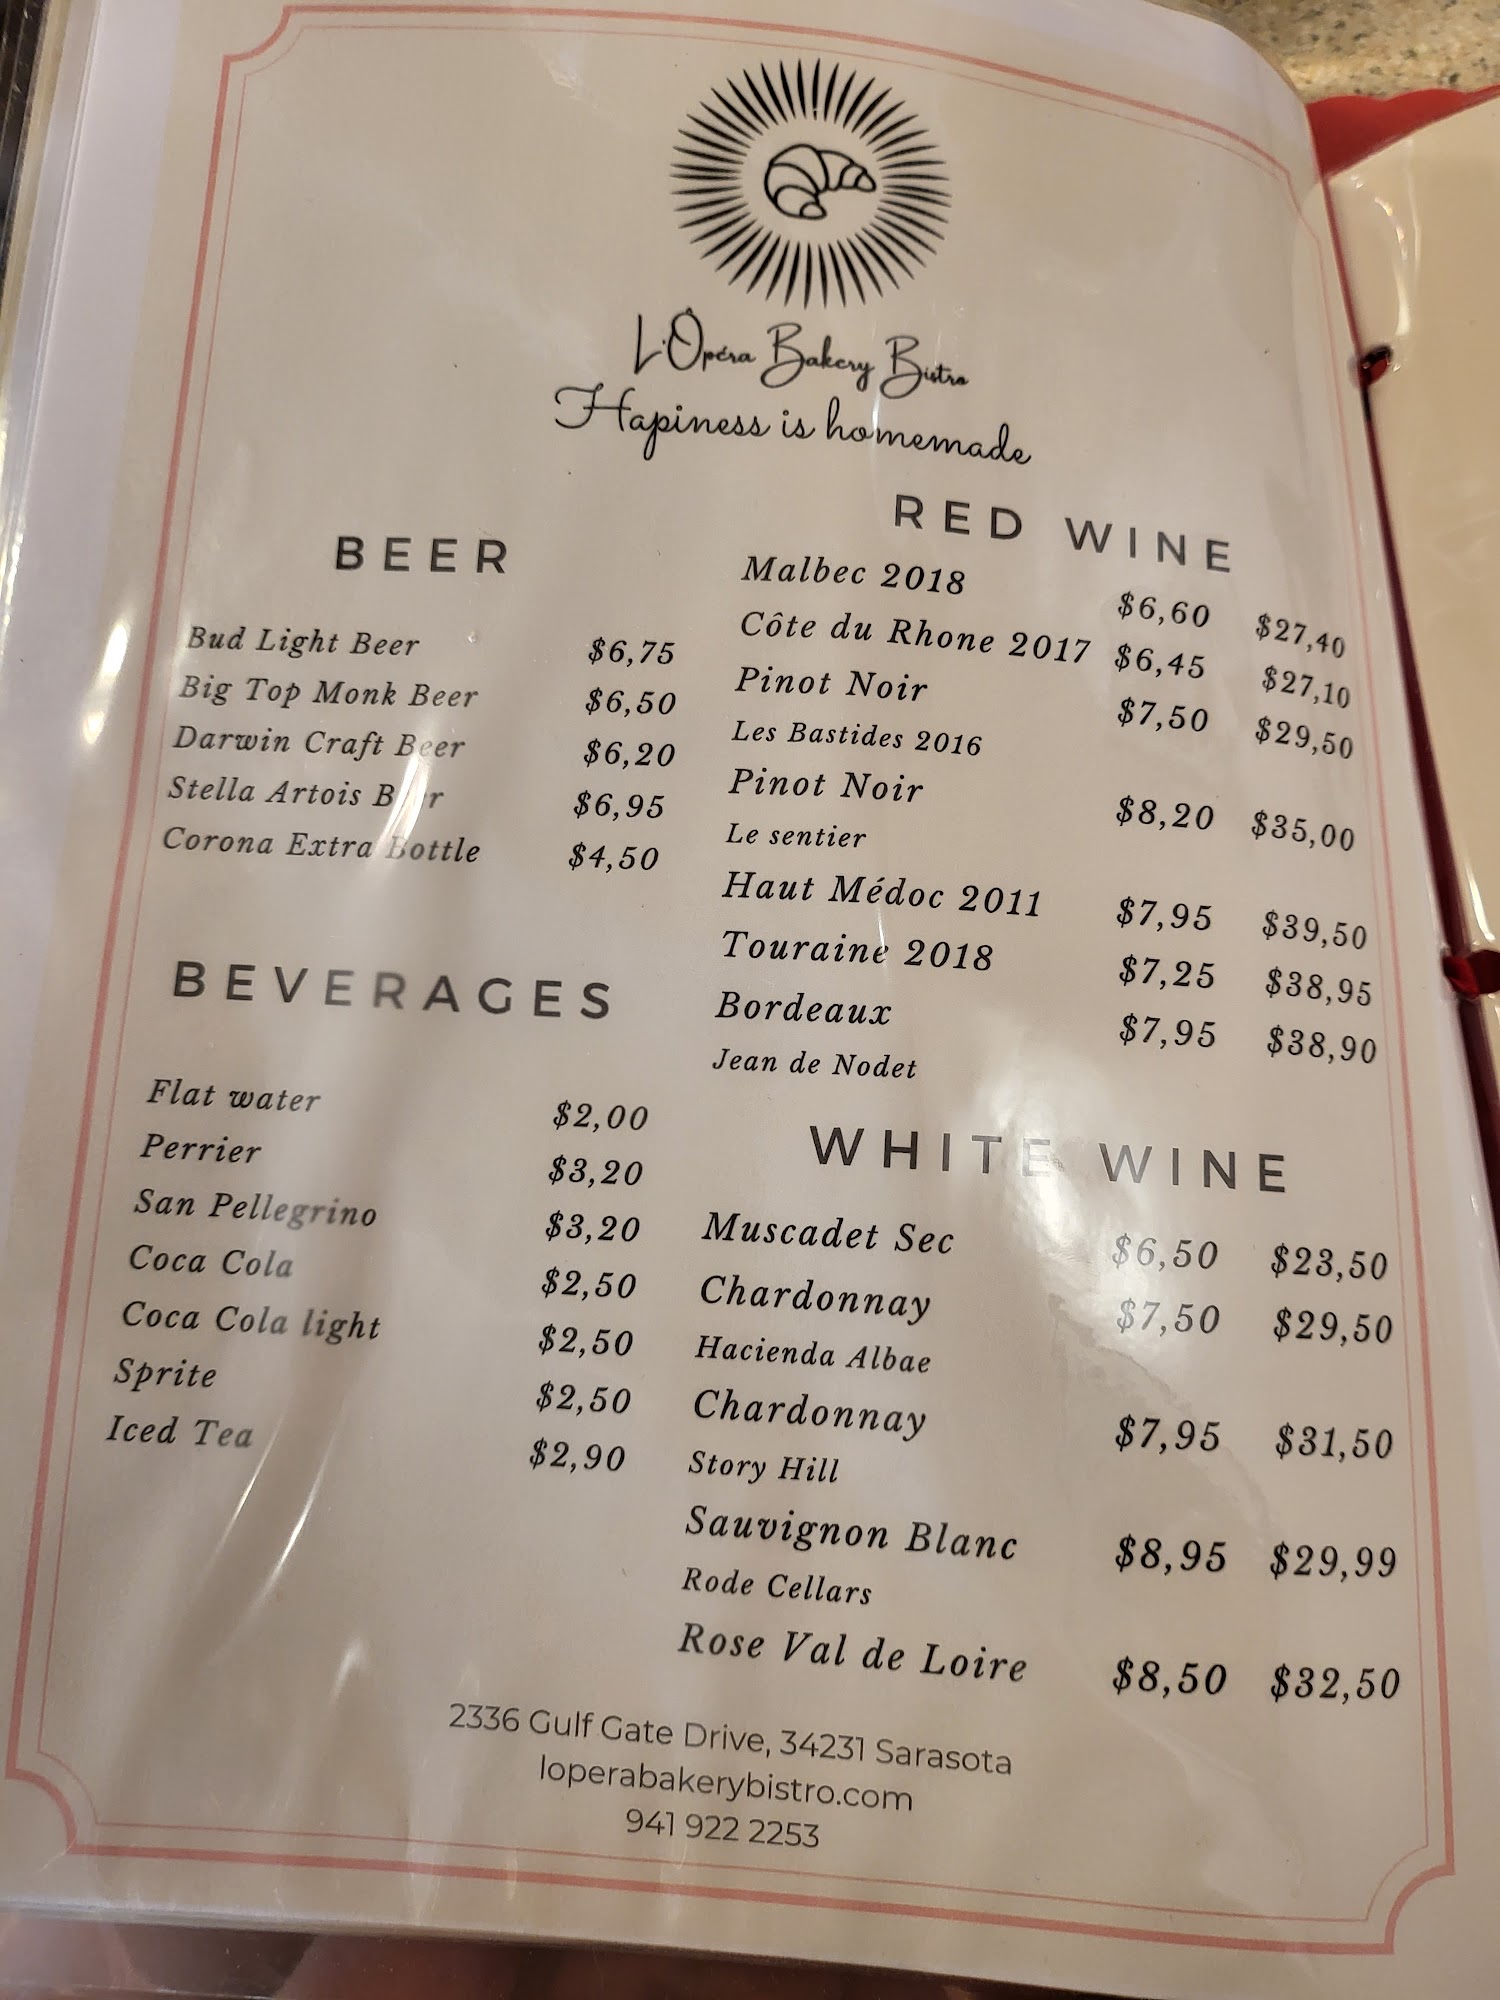 L'Ôpéra Bakery Bistro
Hapiness is homemade
BEER
Bud Light Beer $6,75
Big Top Monk Beer $6,50
Darwin Craft Beer $6,20
Stella Artois Beer $6,95
Corona Extra Bottle $4,50
BEVERAGES
Flat water $2,00
Perrier $3,20
San Pellegrino $3,20
Coca Cola $2,50
Coca Cola light $2,50
Sprite $2,50
Iced Tea $2,90
RED WINE
Malbec 2018 $6,60 $27,40
Côte du Rhone 2017 $6,45 $27,10
Pinot Noir $7,50 $29,50
Les Bastides 2016
Pinot Noir $8,20 $35,00
Le sentier
Haut Médoc 2011 $7,95 $39,50
Touraine 2018 $7,25 $38,95
Bordeaux $7,95 $38,90
Jean de Nodet
WHITE WINE
Muscadet Sec $6,50 $23,50
Chardonnay $7,50 $29,50
Hacienda Albae
Chardonnay $7,95 $31,50
Story Hill
Sauvignon Blanc $8,95 $29,99
Rode Cellars
Rose Val de Loire $8,50 $32,50
2336 Gulf Gate Drive, 34231 Sarasota
loperabakerybistro.com
941 922 2253